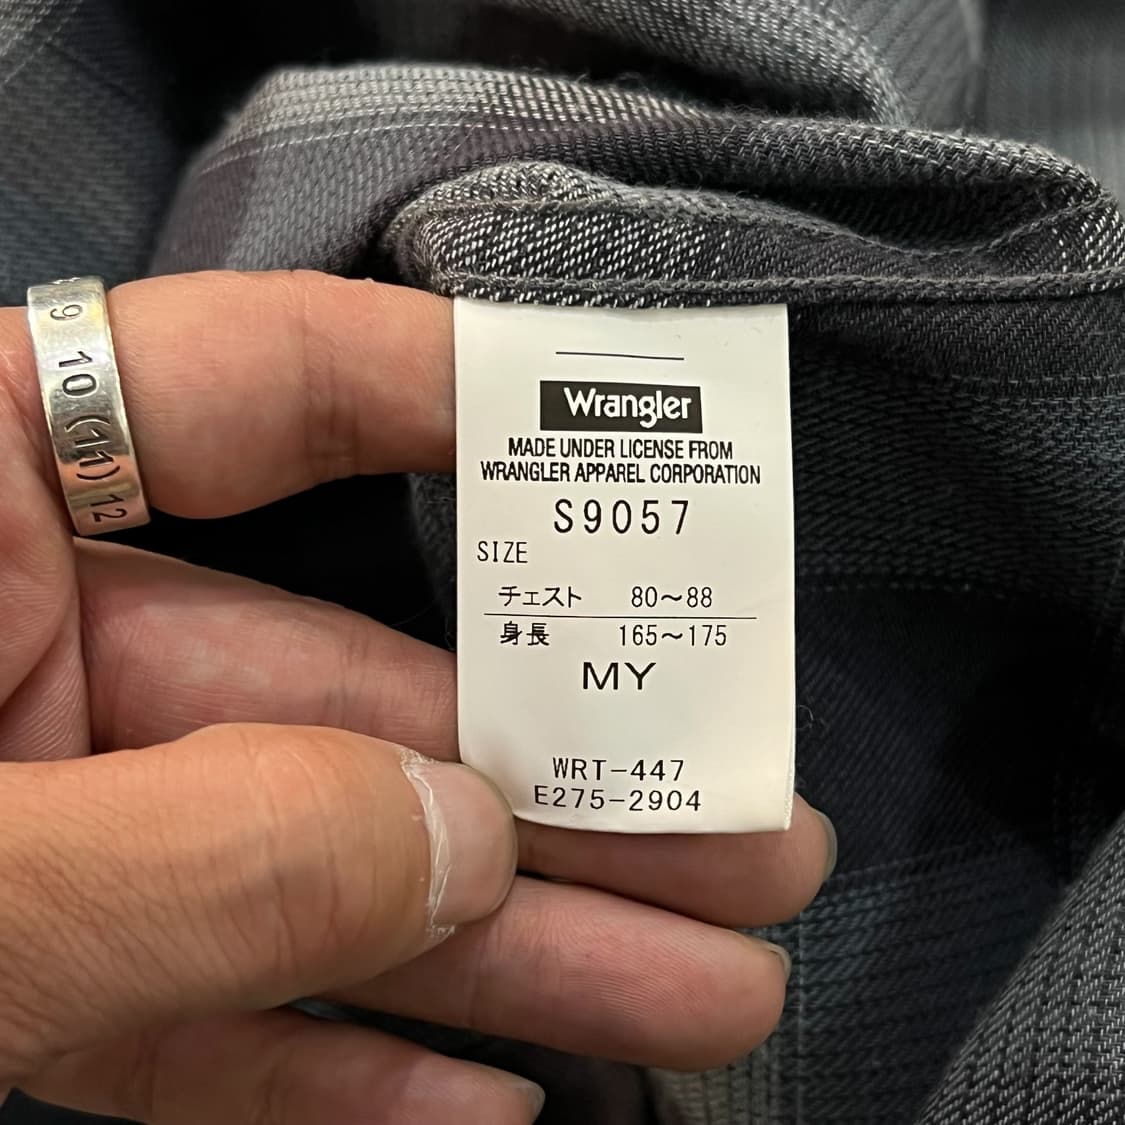 9
10
(11)
12
Wrangler
MADE UNDER LICENSE FROM
WRANGLER APPAREL CORPORATION
S9057
SIZE
チェスト 80〜88
身長 165〜175
MY
WRT-447
E275-2904